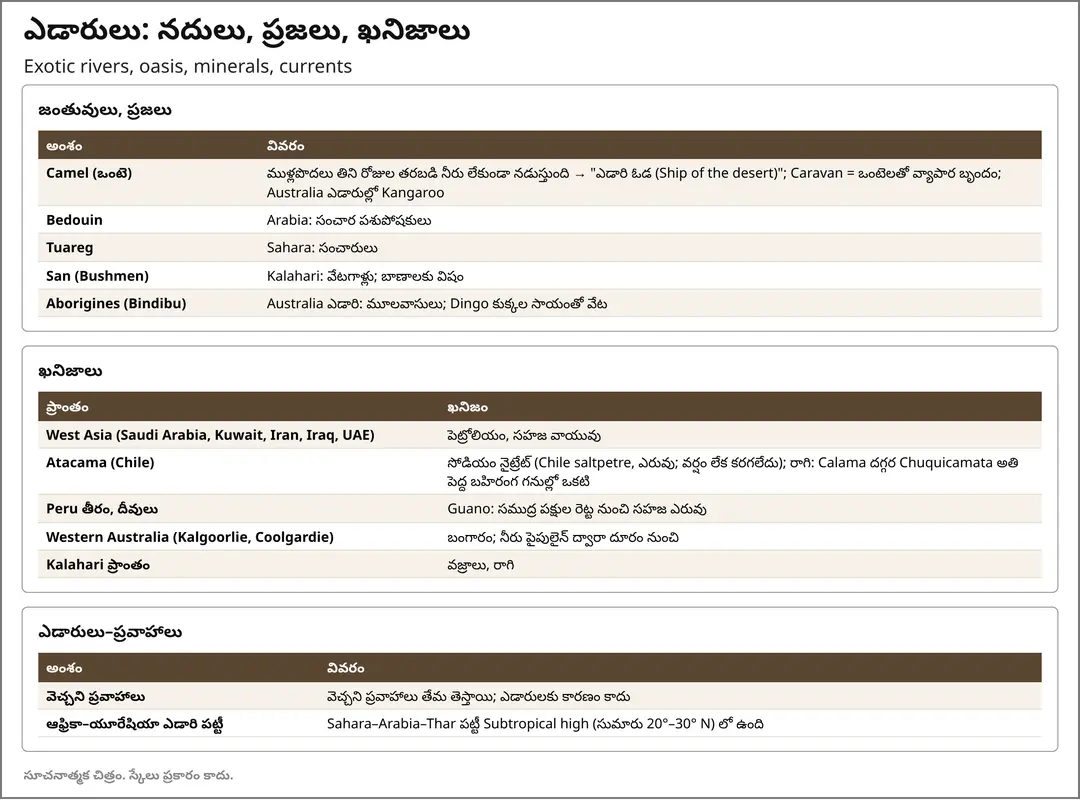 ఎడారులు: నదులు, ప్రజలు, ఖనిజాలు
Exotic rivers, oasis, minerals, currents
జంతువులు, ప్రజలు
అంశం వివరం
Camel (ఒంటె) ముళ్లపొదలు తిని రోజుల తరబడి నీరు లేకుండా నడుస్తుంది → "ఎడారి ఓడ (Ship of the desert)"; Caravan = ఒంటెలతో వ్యాపార బృందం;
Australia ఎడారుల్లో Kangaroo
Bedouin Arabia: సంచార పశుపోషకులు
Tuareg Sahara: సంచారులు
San (Bushmen) Kalahari: వేటగాళ్లు; బాణాలకు విషం
Aborigines (Bindibu) Australia ఎడారి: మూలవాసులు; Dingo కుక్కల సాయంతో వేట
ఖనిజాలు
ప్రాంతం ఖనిజం
West Asia (Saudi Arabia, Kuwait, Iran, Iraq, UAE) పెట్రోలియం, సహజ వాయువు
Atacama (Chile) సోడియం నైట్రేట్ (Chile saltpetre, ఎరువు; వర్షం లేక కరగలేదు); రాగి: Calama దగ్గర Chuquicamata అతి
పెద్ద బహిరంగ గనుల్లో ఒకటి
Peru తీరం, దీవులు Guano: సముద్ర పక్షుల రెట్ట నుంచి సహజ ఎరువు
Western Australia (Kalgoorlie, Coolgardie) బంగారం; నీరు పైపులైన్ ద్వారా దూరం నుంచి
Kalahari ప్రాంతం వజ్రాలు, రాగి
ఎడారులు–ప్రవాహాలు
అంశం వివరం
వెచ్చని ప్రవాహాలు వెచ్చని ప్రవాహాలు తేమ తెస్తాయి; ఎడారులకు కారణం కాదు
ఆఫ్రికా–యూరేషియా ఎడారి పట్టీ Sahara–Arabia–Thar పట్టీ Subtropical high (సుమారు 20°–30° N) లో ఉంది
సూచనాత్మక చిత్రం. స్కేలు ప్రకారం కాదు.